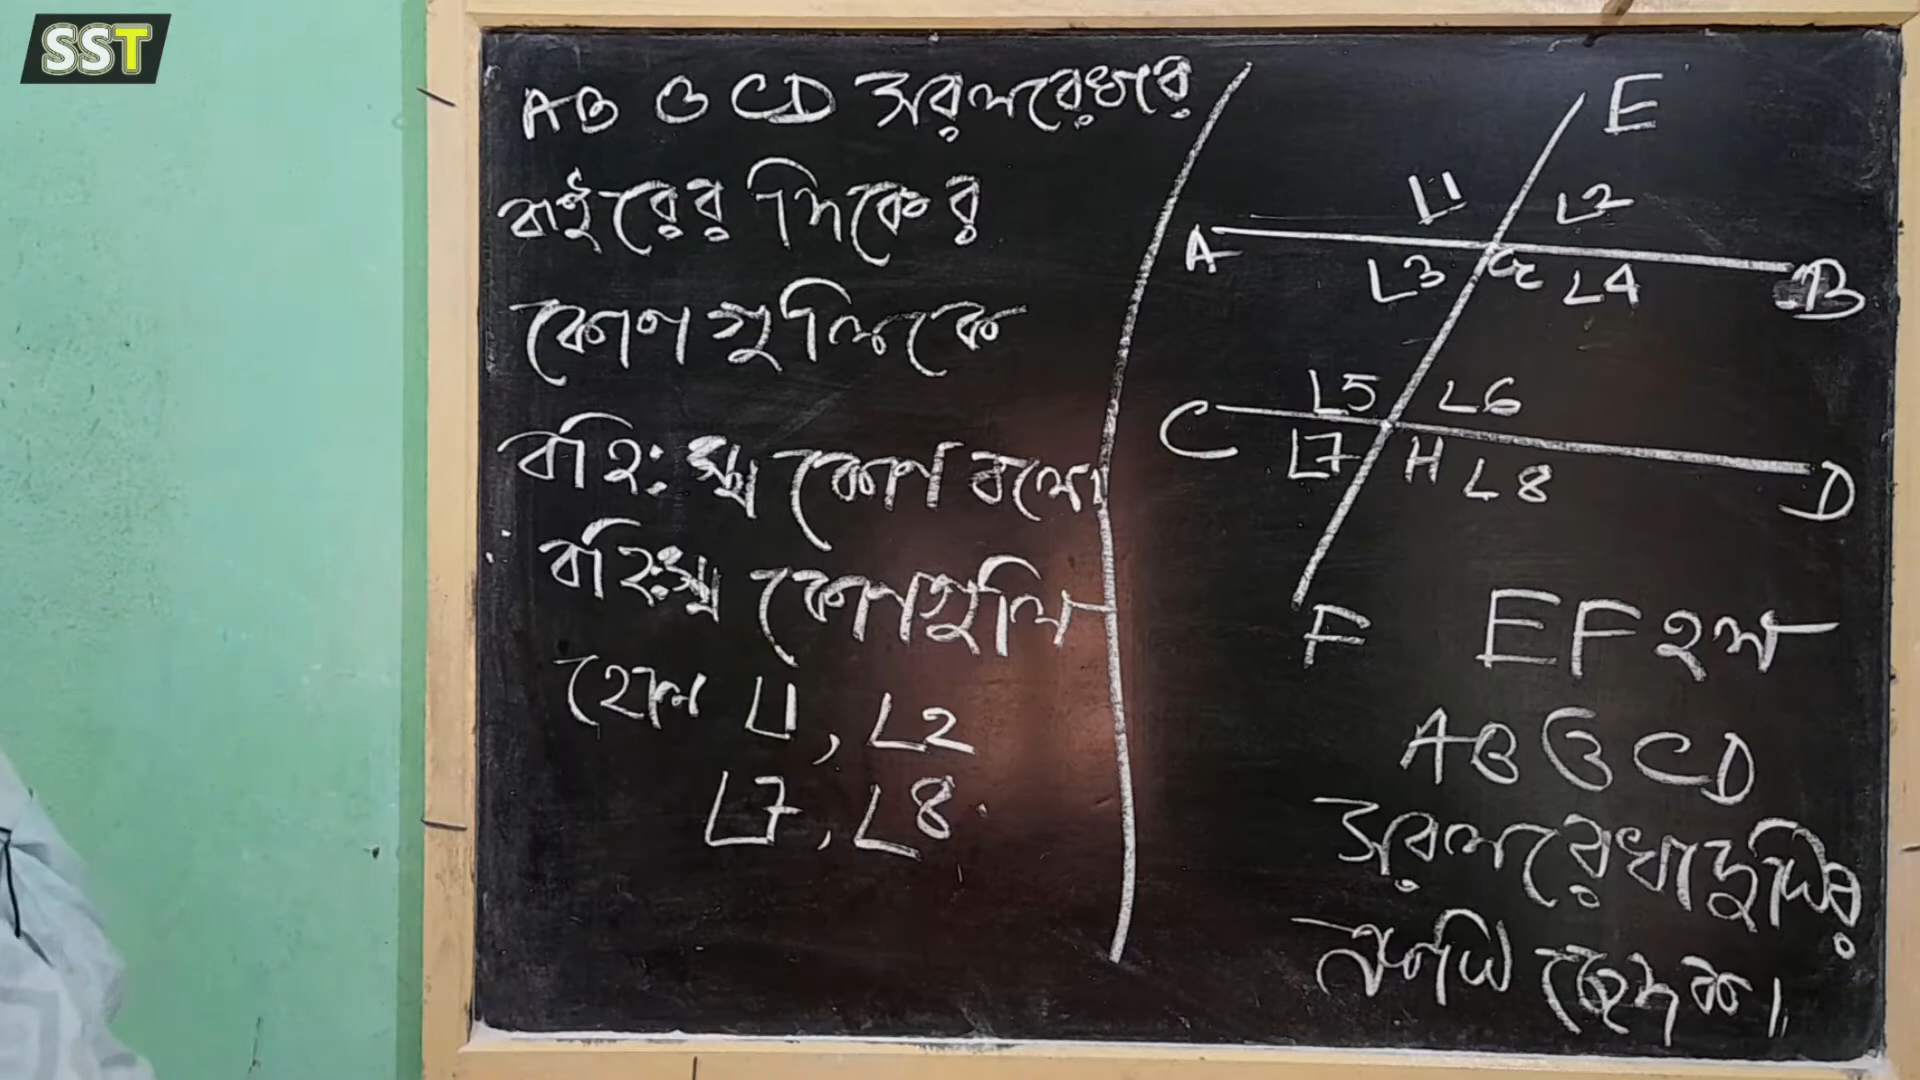 SST
AB ও CD সরলরেখার
বাইরের দিকের
কোণগুলিকে
বহি:স্থ কোণ বলে।
বহি:স্থ কোণগুলি
হোল ∠1, ∠2
∠7, ∠8.
E
∠1 ∠2
A G B
∠3 ∠4
∠5 ∠6
C H D
∠7 ∠8
F
EF হল
AB ও CD
সরলরেখা দুটির
একটি ছেদক।